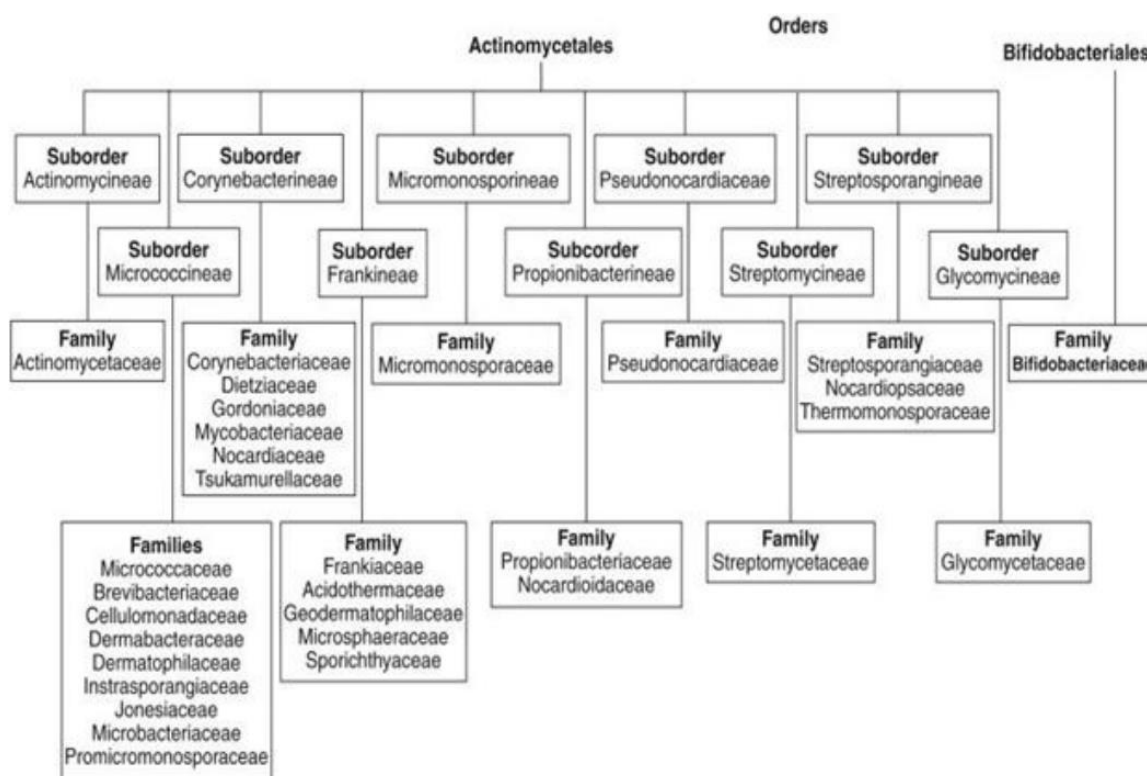 Orders
Actinomycetales
Bifidobacteriales
Suborder
Actinomycineae
Suborder
Corynebacterineae
Suborder
Micromonosporineae
Suborder
Pseudonocardiaceae
Suborder
Streptosporangineae
Suborder
Micrococcineae
Suborder
Frankineae
Subcorder
Propionibacterineae
Suborder
Streptomycineae
Suborder
Glycomycineae
Family
Actinomycetaceae
Family
Corynebacteriaceae
Dietziaceae
Gordoniaceae
Mycobacteriaceae
Nocardiaceae
Tsukamurellaceae
Family
Micromonosporaceae
Family
Pseudonocardiaceae
Family
Streptosporangiaceae
Nocardiopsaceae
Thermomonosporaceae
Family
Bifidobacteriaceae
Families
Micrococcaceae
Brevibacteriaceae
Cellulomonadaceae
Dermabacteraceae
Dermatophilaceae
Instrasporangiaceae
Jonesiaceae
Microbacteriaceae
Promicromonosporaceae
Family
Frankiaceae
Acidothermaceae
Geodermatophilaceae
Microsphaeraceae
Sporichthyaceae
Family
Propionibacteriaceae
Nocardioidaceae
Family
Streptomycetaceae
Family
Glycomycetaceae